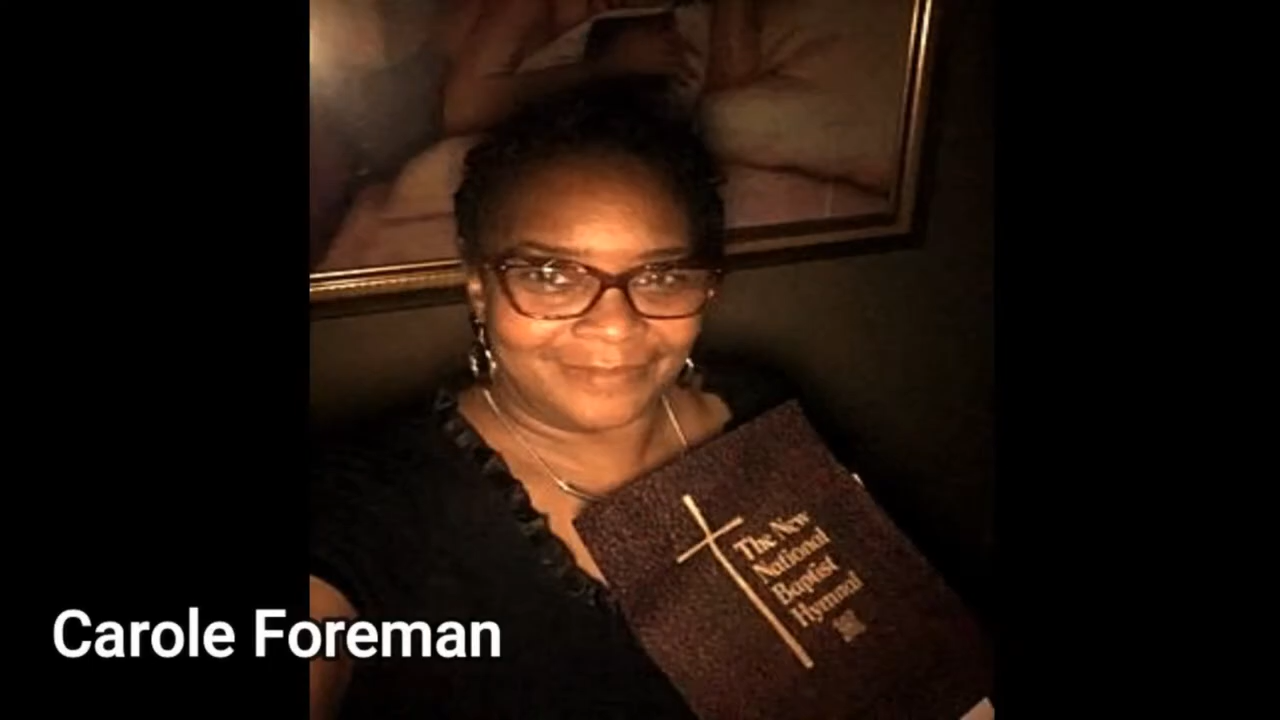 The New
National
Baptist
Hymnal
Carole Foreman